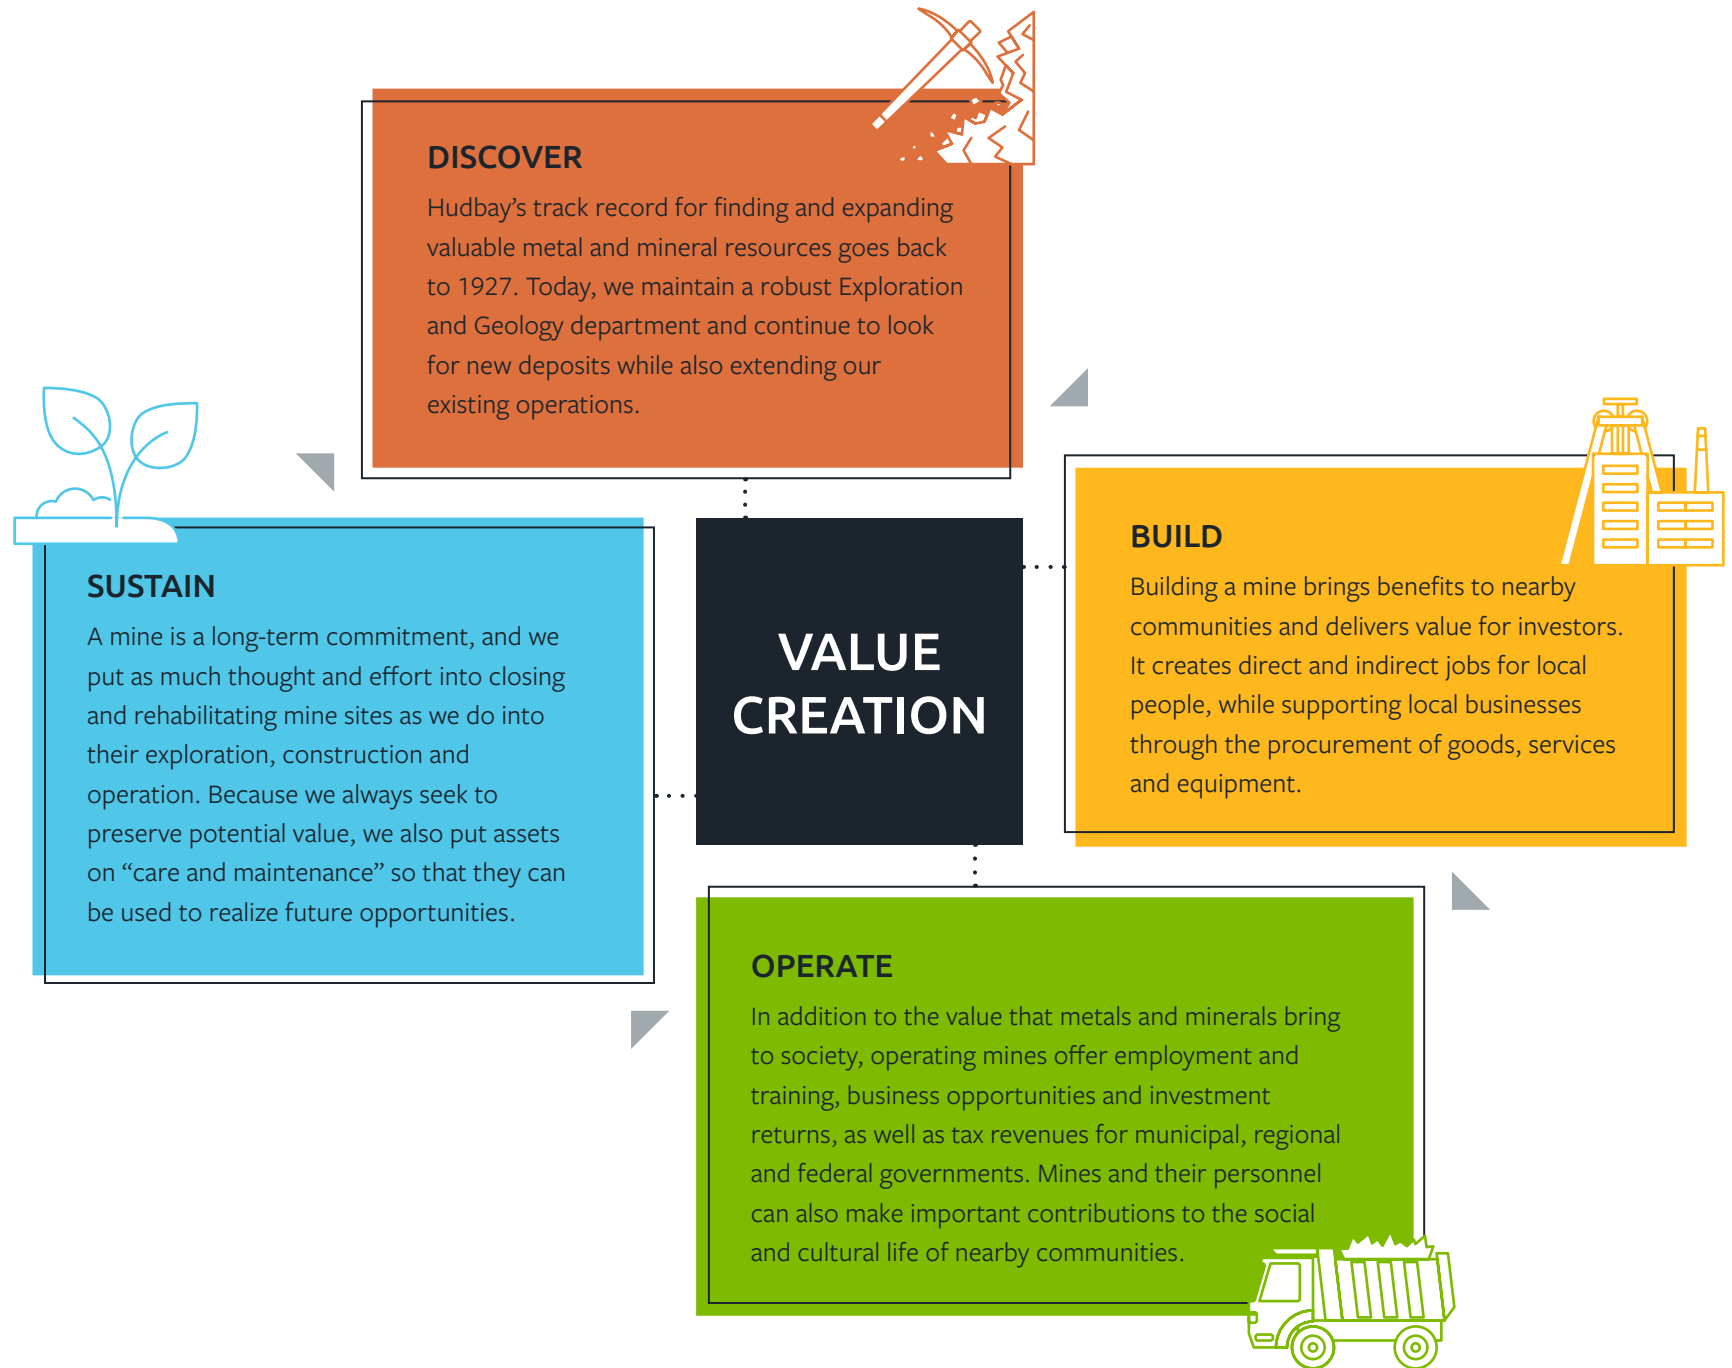 DISCOVER
Hudbay’s track record for finding and expanding
valuable metal and mineral resources goes back
to 1927. Today, we maintain a robust Exploration
and Geology department and continue to look
for new deposits while also extending our
existing operations.
BUILD
Building a mine brings benefits to nearby
communities and delivers value for investors.
It creates direct and indirect jobs for local
people, while supporting local businesses
through the procurement of goods, services
and equipment.
SUSTAIN
A mine is a long-term commitment, and we
put as much thought and effort into closing
and rehabilitating mine sites as we do into
their exploration, construction and
operation. Because we always seek to
preserve potential value, we also put assets
on “care and maintenance” so that they can
be used to realize future opportunities.
VALUE
CREATION
OPERATE
In addition to the value that metals and minerals bring
to society, operating mines offer employment and
training, business opportunities and investment
returns, as well as tax revenues for municipal, regional
and federal governments. Mines and their personnel
can also make important contributions to the social
and cultural life of nearby communities.